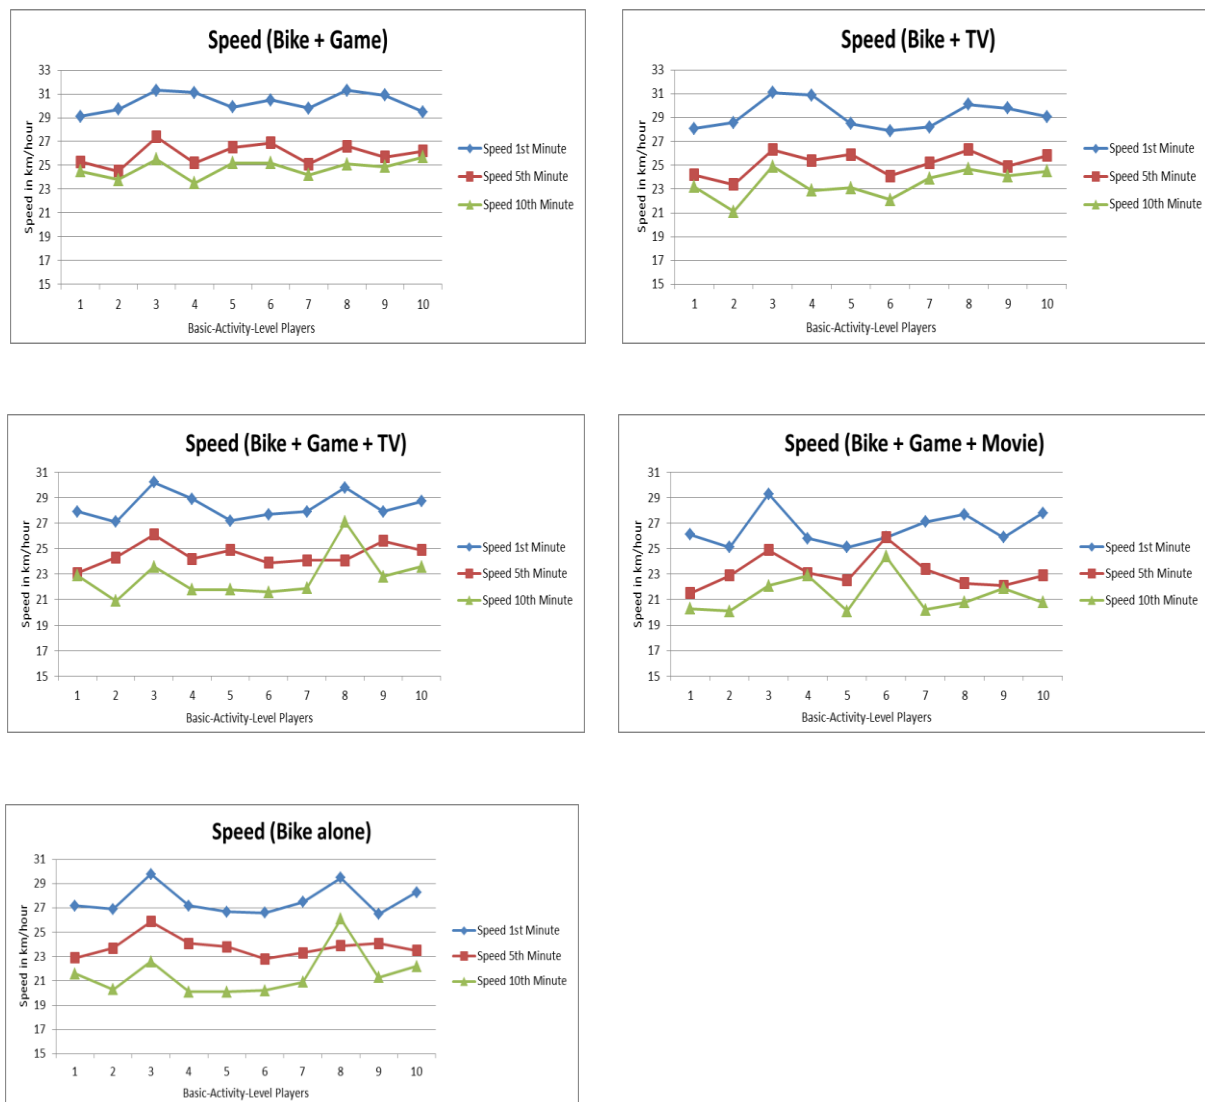 Speed (Bike + Game)
Speed in km/hour
33
31
29
27
25
23
21
19
17
15
1 2 3 4 5 6 7 8 9 10
Basic-Activity-Level Players
Speed 1st Minute
Speed 5th Minute
Speed 10th Minute
Speed (Bike + TV)
Speed in km/hour
33
31
29
27
25
23
21
19
17
15
1 2 3 4 5 6 7 8 9 10
Basic-Activity-Level Players
Speed 1st Minute
Speed 5th Minute
Speed 10th Minute
Speed (Bike + Game + TV)
Speed in km/hour
31
29
27
25
23
21
19
17
15
1 2 3 4 5 6 7 8 9 10
Basic-Activity-Level Players
Speed 1st Minute
Speed 5th Minute
Speed 10th Minute
Speed (Bike + Game + Movie)
Speed in km/hour
31
29
27
25
23
21
19
17
15
1 2 3 4 5 6 7 8 9 10
Basic-Activity-Level Players
Speed 1st Minute
Speed 5th Minute
Speed 10th Minute
Speed (Bike alone)
Speed in km/hour
31
29
27
25
23
21
19
17
15
1 2 3 4 5 6 7 8 9 10
Basic-Activity-Level Players
Speed 1st Minute
Speed 5th Minute
Speed 10th Minute